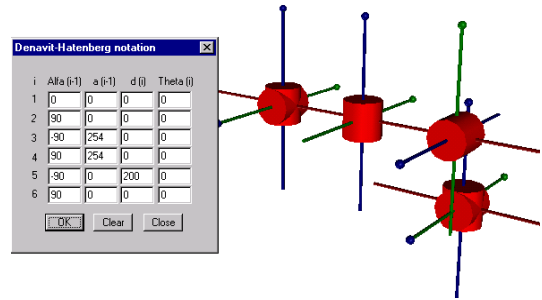 Denavit-Hatenberg notation
i Alfa (i-1) a (i-1) d (i) Theta (i)
1 0 0 0 0
2 90 0 0 0
3 -90 254 0 0
4 90 254 0 0
5 -90 0 200 0
6 90 0 0 0
OK Clear Close